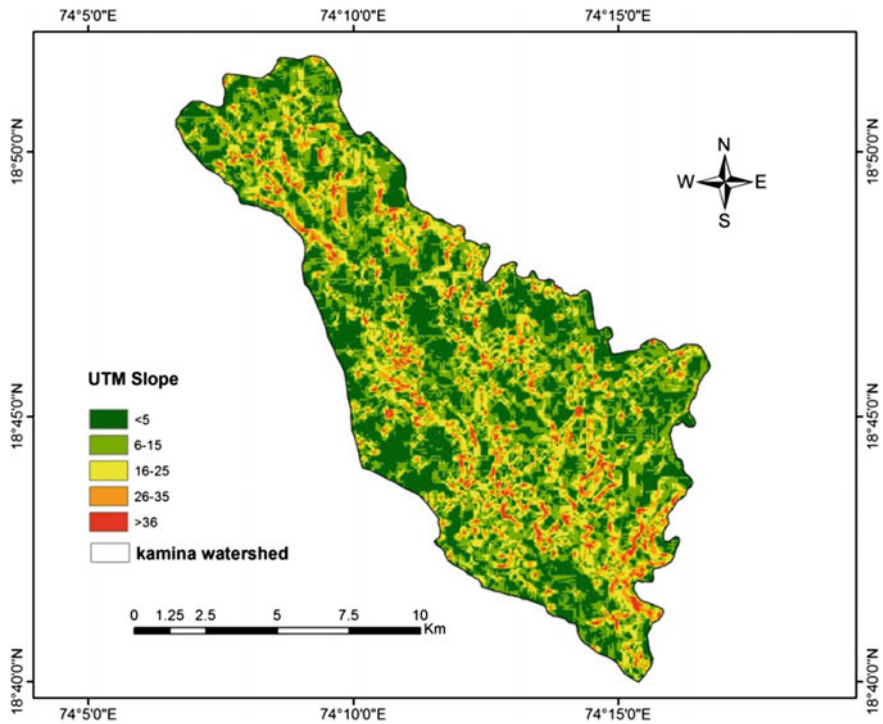 74°5'0"E 74°10'0"E 74°15'0"E
18°50'0"N
18°45'0"N
18°40'0"N
18°50'0"N
18°45'0"N
18°40'0"N
N
W E
S
UTM Slope
<5
6-15
16-25
26-35
>36
kamina watershed
0 1.25 2.5 5 7.5 10
Km
74°5'0"E 74°10'0"E 74°15'0"E